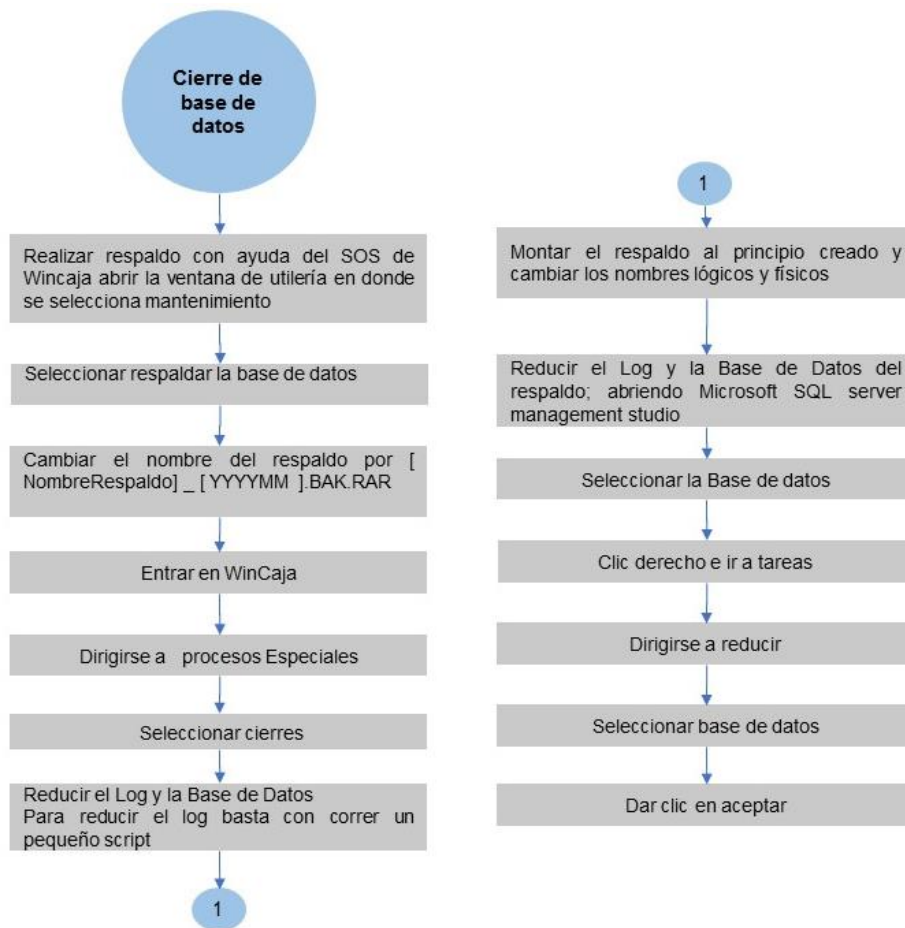 Cierre de
base de
datos
Realizar respaldo con ayuda del SOS de
Wincaja abrir la ventana de utilería en donde
se selecciona mantenimiento
Seleccionar respaldar la base de datos
Cambiar el nombre del respaldo por [
NombreRespaldo] _ [ YYYYMM ].BAK.RAR
Entrar en WinCaja
Dirigirse a procesos Especiales
Seleccionar cierres
Reducir el Log y la Base de Datos
Para reducir el log basta con correr un
pequeño script
1
1
Montar el respaldo al principio creado y
cambiar los nombres lógicos y físicos
Reducir el Log y la Base de Datos del
respaldo; abriendo Microsoft SQL server
management studio
Seleccionar la Base de datos
Clic derecho e ir a tareas
Dirigirse a reducir
Seleccionar base de datos
Dar clic en aceptar